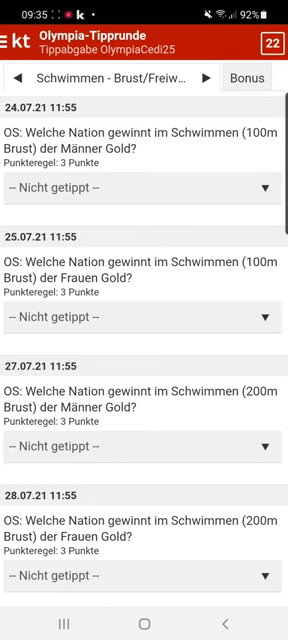 09:35 k 92%
kt Olympia-Tipprunde
Tippabgabe OlympiaCedi25 22
Schwimmen - Brust/Freiw... Bonus
24.07.21 11:55
OS: Welche Nation gewinnt im Schwimmen (100m
Brust) der Männer Gold?
Punkteregel: 3 Punkte
-- Nicht getippt --
25.07.21 11:55
OS: Welche Nation gewinnt im Schwimmen (100m
Brust) der Frauen Gold?
Punkteregel: 3 Punkte
-- Nicht getippt --
27.07.21 11:55
OS: Welche Nation gewinnt im Schwimmen (200m
Brust) der Männer Gold?
Punkteregel: 3 Punkte
-- Nicht getippt --
28.07.21 11:55
OS: Welche Nation gewinnt im Schwimmen (200m
Brust) der Frauen Gold?
Punkteregel: 3 Punkte
-- Nicht getippt --